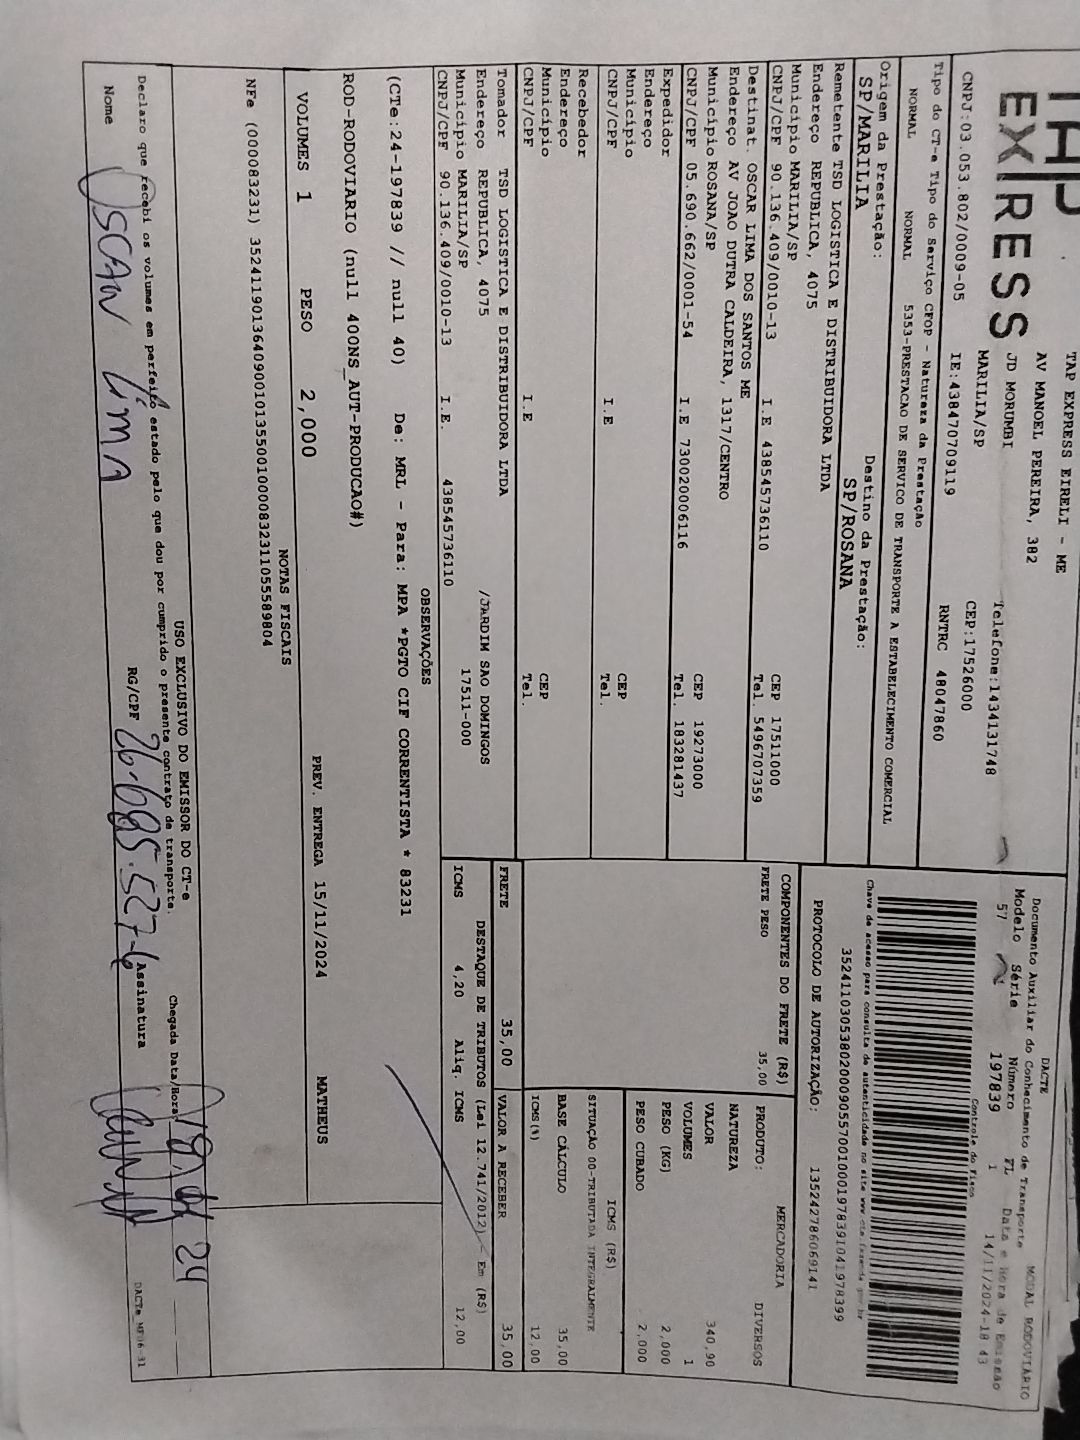 TAP EXPRESS EIRELI - ME
EX/RESS
AV MANOEL PEREIRA, 382
JD MORUMBI
Telefone:1434131748
MARILIA/SP
CEP:17526000
CNPJ:03.053.802/0009-05 IE:438470709119 RNTRC 48047860
Tipo do CT-e Tipo do Serviço CFOP - Natureza da Prestação
NORMAL NORMAL 5353-PRESTACAO DE SERVICO DE TRANSPORTE A ESTABELECIMENTO COMERCIAL
Origem da Prestação: Destino da Prestação:
SP/MARILIA SP/ROSANA
Remetente TSD LOGISTICA E DISTRIBUIDORA LTDA
Endereço REPUBLICA, 4075
Município MARILIA/SP CEP 17511000
CNPJ/CPF 90.136.409/0010-13 I.E 438545736110 Tel. 5496707359
Destinat. OSCAR LIMA DOS SANTOS ME
Endereço AV JOAO DUTRA CALDEIRA, 1317/CENTRO
Município ROSANA/SP CEP 19273000
CNPJ/CPF 05.690.662/0001-54 I.E 730020006116 Tel. 183281437
Expedidor
Endereço
Município CEP
CNPJ/CPF I.E Tel.
Recebedor
Endereço
Município CEP
CNPJ/CPF I.E Tel.
Tomador TSD LOGISTICA E DISTRIBUIDORA LTDA
Endereço REPUBLICA, 4075 /JARDIM SAO DOMINGOS
Município MARILIA/SP 17511-000
CNPJ/CPF 90.136.409/0010-13 I.E. 438545736110
DACTE MODAL RODOVIÁRIO
Documento Auxiliar do Conhecimento de Transporte
Modelo Série Número FL Data e Hora de Emissão
57 197839 1 14/11/2024-18:43
Controle do Fisco
Chave de acesso para consulta de autenticidade no site www.cte.fazenda.gov.br
35241103053802000905570010001978391041978399
PROTOCOLO DE AUTORIZAÇÃO: 135242786069141
COMPONENTES DO FRETE (R$)
FRETE PESO 35,00
MERCADORIA
PRODUTO: DIVERSOS
NATUREZA
VALOR 340,90
VOLUMES 1
PESO (KG) 2,000
PESO CUBADO 2,000
ICMS (R$)
SITUAÇÃO 00-TRIBUTADA INTEGRALMENTE
BASE CÁLCULO 35,00
ICMS(%) 12,00
FRETE 35,00 VALOR A RECEBER 35,00
DESTAQUE DE TRIBUTOS (Lei 12.741/2012) - Em (R$)
ICMS 4,20 Aliq. ICMS 12,00
OBSERVAÇÕES
(CTe:24-197839 // null 40) De: MRL - Para: MPA *PGTO CIF CORRENTISTA * 83231
ROD-RODOVIARIO (null 400NS_AUT-PRODUCAO#)
VOLUMES 1 PESO 2,000 PREV. ENTREGA 15/11/2024 MATHEUS
NOTAS FISCAIS
NFe (000083231) 35241190136409001013550010000832311055589804
USO EXCLUSIVO DO EMISSOR DO CT-e
Declaro que recebi os volumes em perfeito estado pelo que dou por cumprido o presente contrato de transporte. Chegada Data/Hora
Nome OSCAR LIMA RG/CPF 26.685.527-6 Assinatura
DACTe_MF06-31